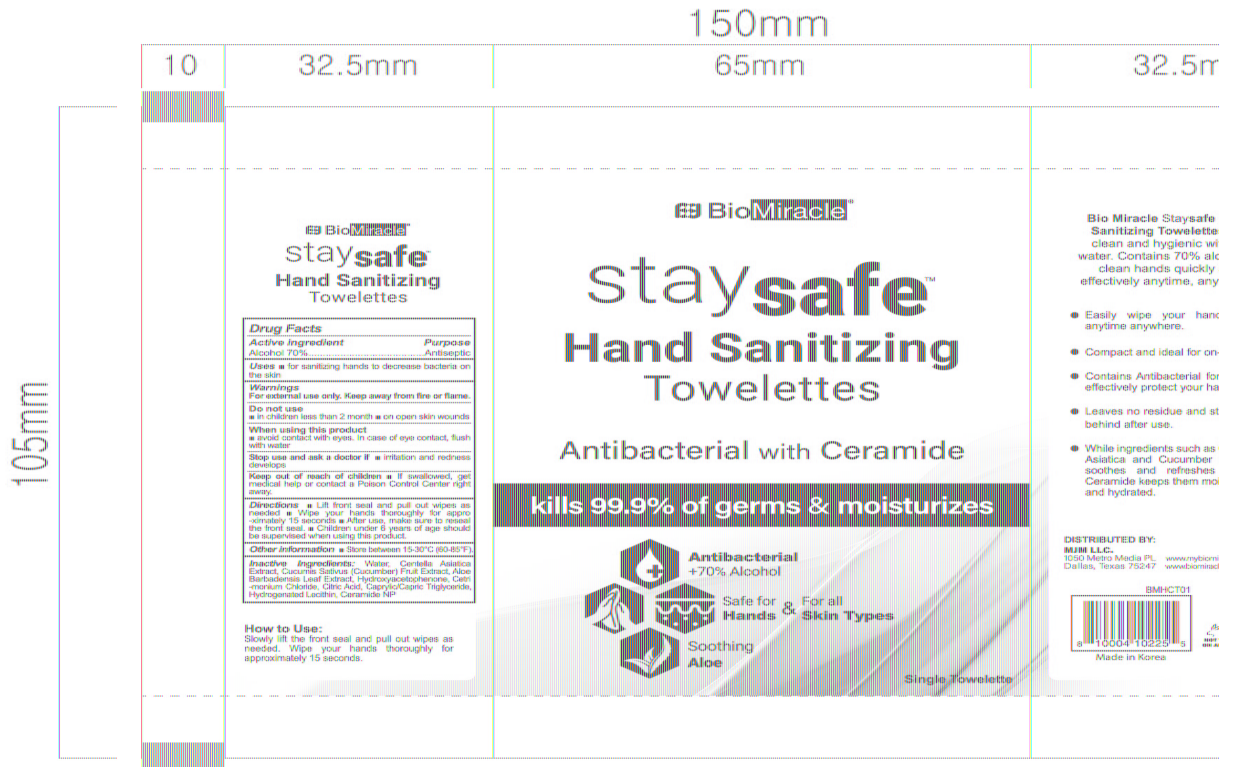 150mm
10 32.5mm 65mm 32.5m
105mm
BioMiracle™
staysafe™
Hand Sanitizing
Towelettes
Drug Facts
Active ingredient Purpose
Alcohol 70%..............................Antiseptic
Uses ■ for sanitizing hands to decrease bacteria on
the skin
Warnings
For external use only. Keep away from fire or flame.
Do not use
■ in children less than 2 month ■ on open skin wounds
When using this product
■ avoid contact with eyes. In case of eye contact, flush
with water
Stop use and ask a doctor if ■ irritation and redness
develops
Keep out of reach of children ■ If swallowed, get
medical help or contact a Poison Control Center right
away.
Directions ■ Lift front seal and pull out wipes as
needed ■ Wipe your hands thoroughly for appro
-ximately 15 seconds ■ After use, make sure to reseal
the front seal. ■ Children under 6 years of age should
be supervised when using this product.
Other information ■ Store between 15-30°C (60-85°F).
Inactive Ingredients: Water, Centella Asiatica
Extract, Cucumis Sativus (Cucumber) Fruit Extract, Aloe
Barbadensis Leaf Extract, Hydroxyacetophenone, Cetri
-monium Chloride, Citric Acid, Caprylic/Capric Triglyceride,
Hydrogenated Lecithin, Ceramide NP
How to Use:
Slowly lift the front seal and pull out wipes as
needed. Wipe your hands thoroughly for
approximately 15 seconds.
BioMiracle™
staysafe™
Hand Sanitizing
Towelettes
Antibacterial with Ceramide
kills 99.9% of germs & moisturizes
Antibacterial
+70% Alcohol
Safe for
Hands
&
For all
Skin Types
Soothing
Aloe
Single Towelette
Bio Miracle Staysafe
Sanitizing Towelette
clean and hygienic wi
water. Contains 70% alc
clean hands quickly
effectively anytime, any
Easily wipe your hand
anytime anywhere.
Compact and ideal for on-
Contains Antibacterial for
effectively protect your ha
Leaves no residue and st
behind after use.
While ingredients such as
Asiatica and Cucumber
soothes and refreshes
Ceramide keeps them moi
and hydrated.
DISTRIBUTED BY:
MJM LLC.
1050 Metro Media PL. www.mybiomi
Dallas, Texas 75247 www.biomirac
BMHCT01
8 10004 10225 5
Made in Korea